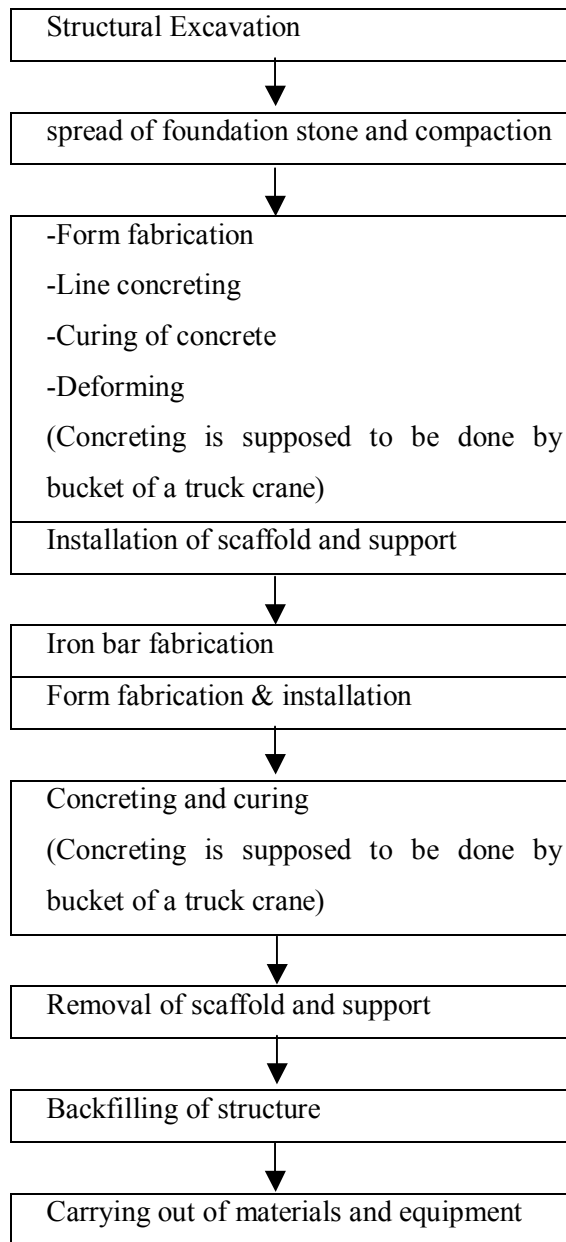 Structural Excavation
spread of foundation stone and compaction
-Form fabrication
-Line concreting
-Curing of concrete
-Deforming
(Concreting is supposed to be done by
bucket of a truck crane)
Installation of scaffold and support
Iron bar fabrication
Form fabrication & installation
Concreting and curing
(Concreting is supposed to be done by
bucket of a truck crane)
Removal of scaffold and support
Backfilling of structure
Carrying out of materials and equipment